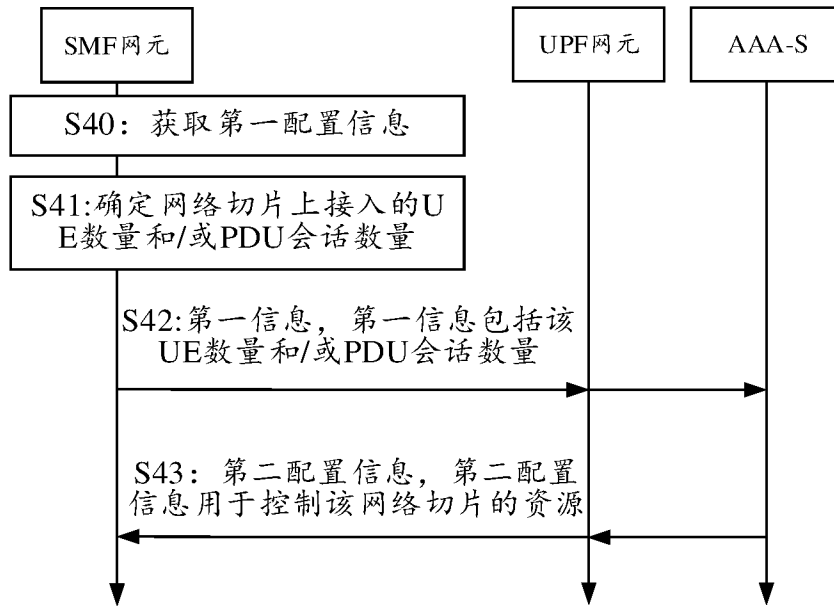 SMF网元
UPF网元
AAA-S
S40：获取第一配置信息
S41:确定网络切片上接入的U
E数量和/或PDU会话数量
S42:第一信息，第一信息包括该
UE数量和/或PDU会话数量
S43：第二配置信息，第二配置
信息用于控制该网络切片的资源